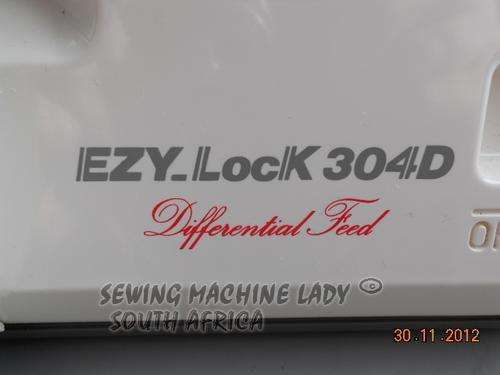 EZY_LocK 304D
Differential Feed
SEWING MACHINE LADY ©
SOUTH AFRICA
30.11.2012